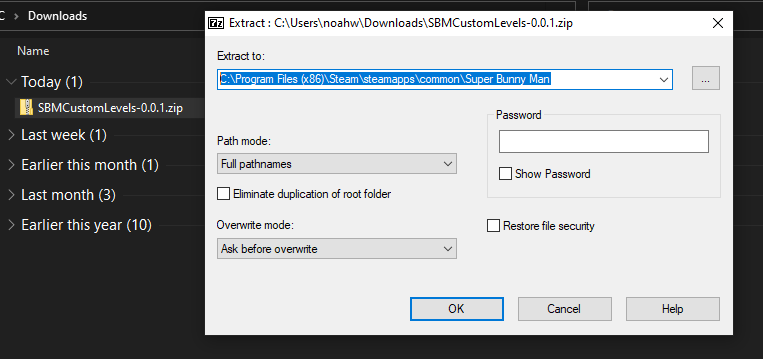 C > Downloads
Name
Today (1)
SBMCustomLevels-0.0.1.zip
Last week (1)
Earlier this month (1)
Last month (3)
Earlier this year (10)
7z Extract : C:\Users\noahw\Downloads\SBMCustomLevels-0.0.1.zip
Extract to:
C:\Program Files (x86)\Steam\steamapps\common\Super Bunny Man
...
Password
Path mode:
Full pathnames
Show Password
Eliminate duplication of root folder
Overwrite mode:
Restore file security
Ask before overwrite
OK
Cancel
Help